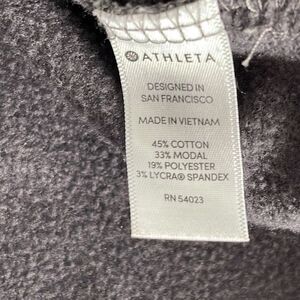 ATHLETA
DESIGNED IN
SAN FRANCISCO
MADE IN VIETNAM
45% COTTON
33% MODAL
19% POLYESTER
3% LYCRA® SPANDEX
RN 54023